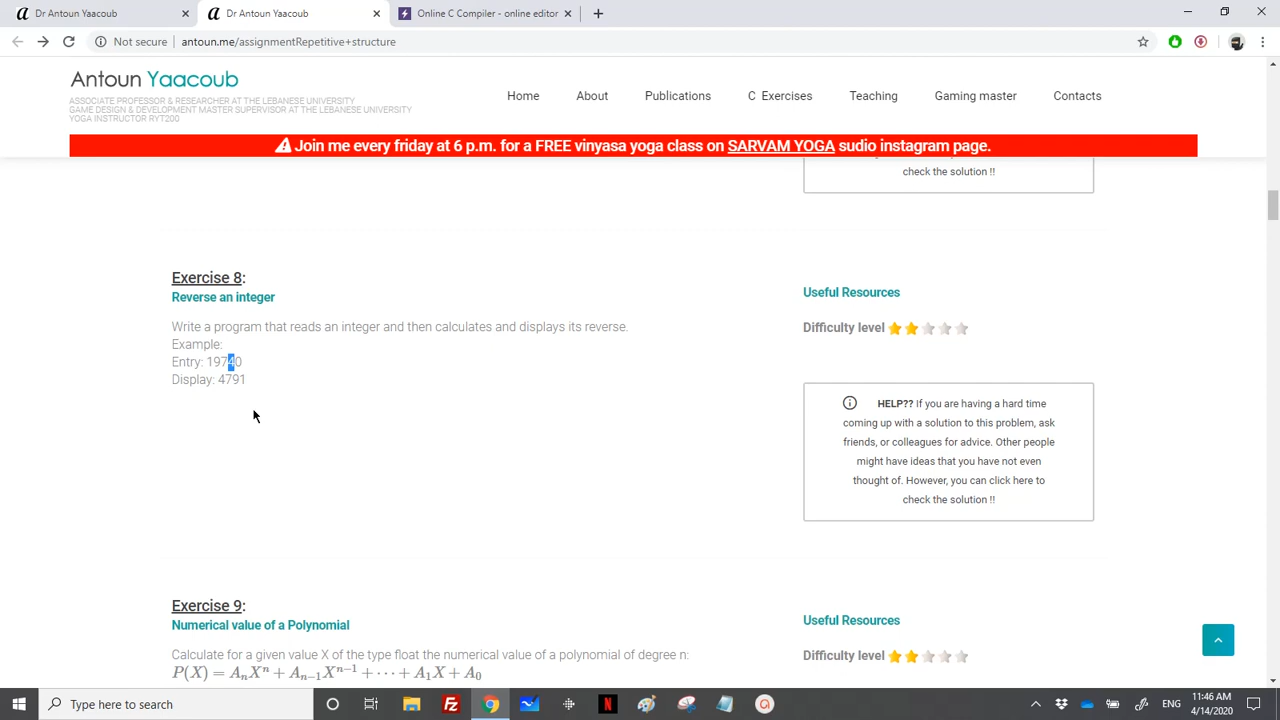 Dr Antoun Yaacoub
Dr Antoun Yaacoub
Online C Compiler - online editor
Not secure
antoun.me/assignmentRepetitive+structure
Antoun Yaacoub
ASSOCIATE PROFESSOR & RESEARCHER AT THE LEBANESE UNIVERSITY
GAME DESIGN & DEVELOPMENT MASTER SUPERVISOR AT THE LEBANESE UNIVERSITY
YOGA INSTRUCTOR RYT200
Home
About
Publications
C Exercises
Teaching
Gaming master
Contacts
Join me every friday at 6 p.m. for a FREE vinyasa yoga class on SARVAM YOGA sudio instagram page.
check the solution !!
Exercise 8:
Reverse an integer
Write a program that reads an integer and then calculates and displays its reverse.
Example:
Entry: 19740
Display: 4791
Useful Resources
Difficulty level
HELP?? If you are having a hard time
coming up with a solution to this problem, ask
friends, or colleagues for advice. Other people
might have ideas that you have not even
thought of. However, you can click here to
check the solution !!
Exercise 9:
Numerical value of a Polynomial
Calculate for a given value X of the type float the numerical value of a polynomial of degree n:
P(X) = AₙXⁿ + Aₙ₋₁Xⁿ⁻¹ + ⋯ + A₁X + A₀
Useful Resources
Difficulty level
Type here to search
ENG
11:46 AM
4/14/2020